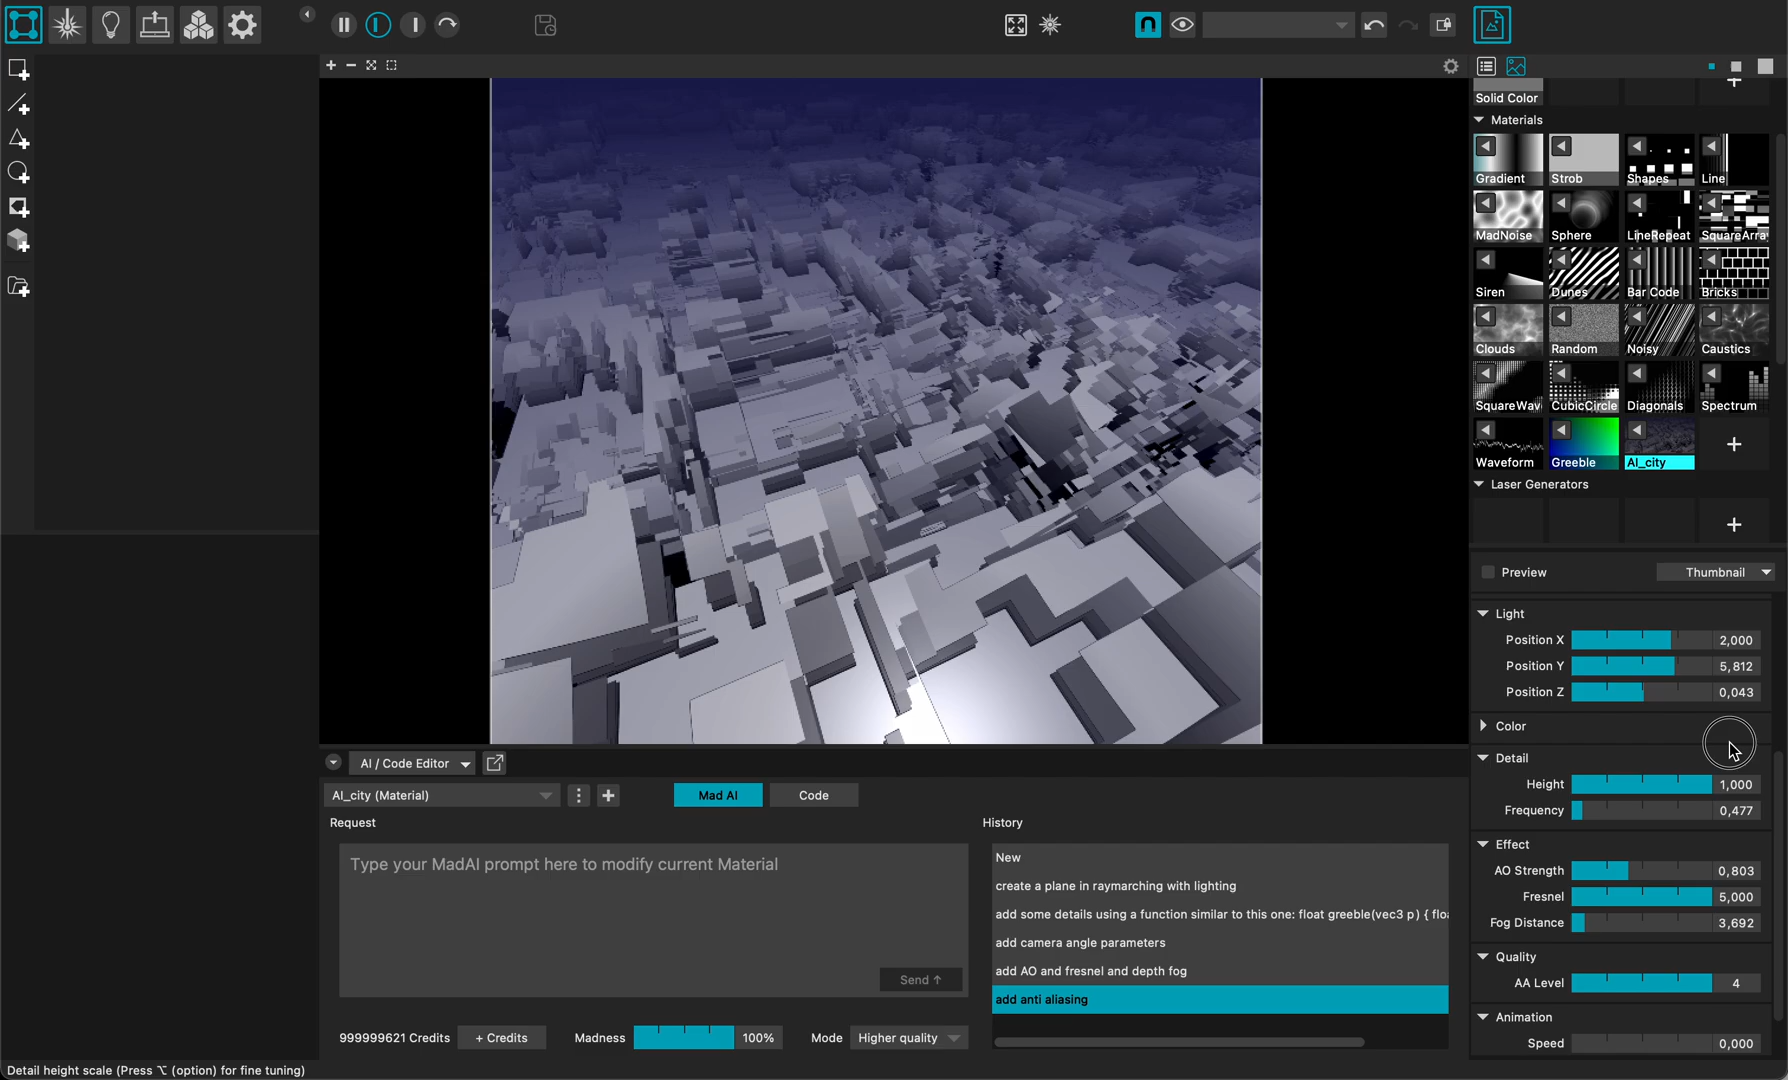 Solid Color
Materials
Gradient
Strob
Shapes
Line
MadNoise
Sphere
LineRepeat
SquareArra
Siren
Dunes
Bar Code
Bricks
Clouds
Random
Noisy
Caustics
SquareWav
CubicCircle
Diagonals
Spectrum
Waveform
Greeble
AI_city
Laser Generators
Preview
Thumbnail
Light
Position X 2,000
Position Y 5,812
Position Z 0,043
Color
Detail
Height 1,000
Frequency 0,477
Effect
AO Strength 0,803
Fresnel 5,000
Fog Distance 3,692
Quality
AA Level 4
Animation
Speed 0,000
AI / Code Editor
AI_city (Material)
Mad AI
Code
Request
Type your MadAI prompt here to modify current Material
Send ↑
999999621 Credits
+ Credits
Madness 100%
Mode Higher quality
History
New
create a plane in raymarching with lighting
add some details using a function similar to this one: float greeble(vec3 p) { floa
add camera angle parameters
add AO and fresnel and depth fog
add anti aliasing
Detail height scale (Press ⌥ (option) for fine tuning)